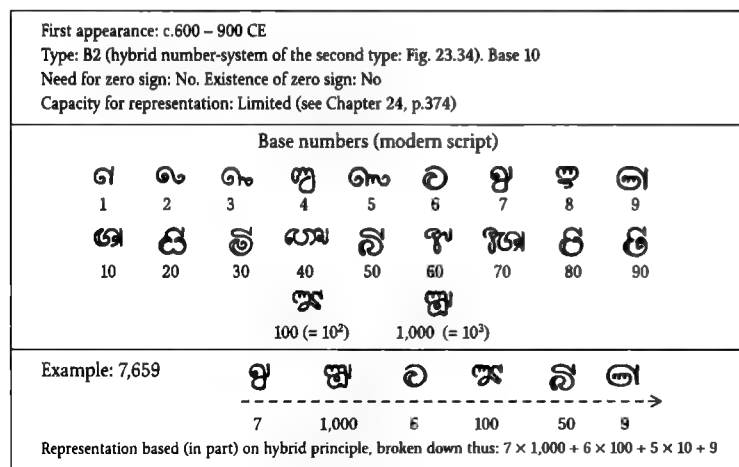 First appearance: c.600 – 900 CE
Type: B2 (hybrid number-system of the second type: Fig. 23.34). Base 10
Need for zero sign: No. Existence of zero sign: No
Capacity for representation: Limited (see Chapter 24, p.374)
Base numbers (modern script)
𑇡 𑇢 𑇣 𑇤 𑇥 𑇦 𑇧 𑇨 𑇩
1 2 3 4 5 6 7 8 9
𑇪 𑇫 𑇬 𑇭 𑇮 𑇯 𑇰 𑇱 𑇲
10 20 30 40 50 60 70 80 90
𑇳 𑇴
100 (= 10²) 1,000 (= 10³)
Example: 7,659 𑇧 𑇴 𑇦 𑇳 𑇮 𑇩
7 1,000 6 100 50 9
Representation based (in part) on hybrid principle, broken down thus: 7 × 1,000 + 6 × 100 + 5 × 10 + 9